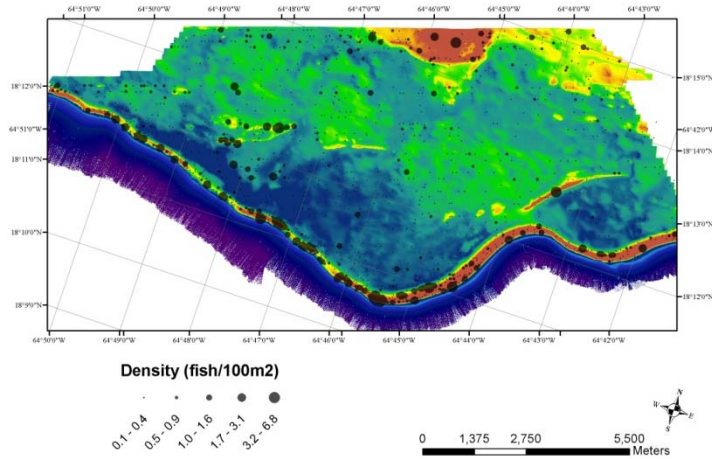 64°51'0"W 64°50'0"W 64°49'0"W 64°48'0"W 64°47'0"W 64°46'0"W 64°45'0"W 64°44'0"W 64°43'0"W
18°12'0"N
18°15'0"N
64°51'0"W
64°42'0"W
18°11'0"N
18°14'0"N
18°10'0"N
18°13'0"N
18°9'0"N
18°12'0"N
64°50'0"W 64°49'0"W 64°48'0"W 64°47'0"W 64°46'0"W 64°45'0"W 64°44'0"W 64°43'0"W 64°42'0"W
Density (fish/100m2)
0.1 - 0.4
0.5 - 0.9
1.0 - 1.6
1.7 - 3.1
3.2 - 6.8
N
W E
S
0 1,375 2,750 5,500
Meters